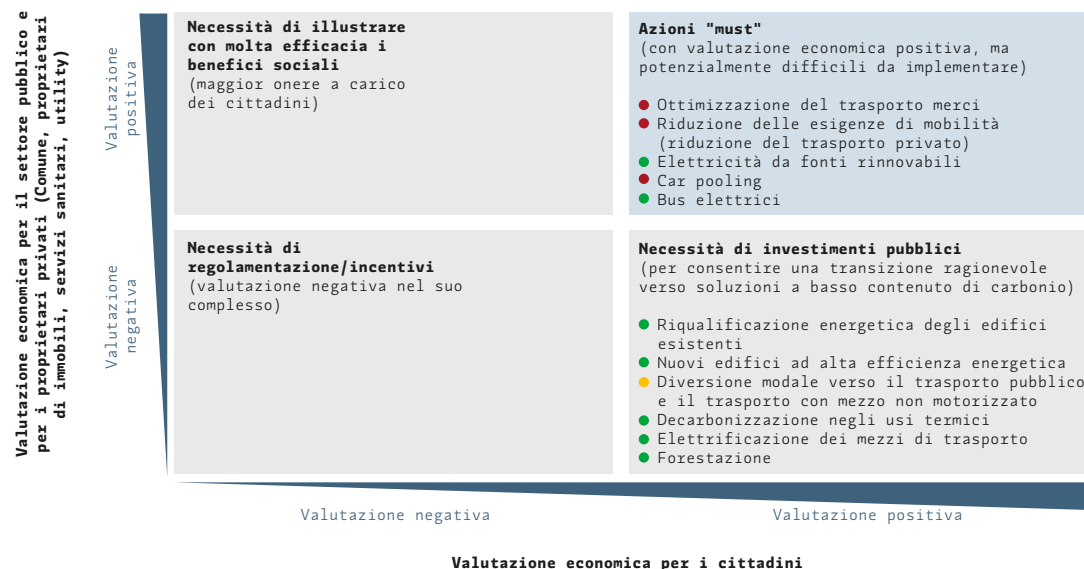 Valutazione economica per il settore pubblico e
per i proprietari privati (Comune, proprietari
di immobili, servizi sanitari, utility)
Valutazione
positiva
Necessità di illustrare
con molta efficacia i
benefici sociali
(maggior onere a carico
dei cittadini)
Azioni "must"
(con valutazione economica positiva, ma
potenzialmente difficili da implementare)
Ottimizzazione del trasporto merci
Riduzione delle esigenze di mobilità
(riduzione del trasporto privato)
Elettricità da fonti rinnovabili
Car pooling
Bus elettrici
Valutazione
negativa
Necessità di
regolamentazione/incentivi
(valutazione negativa nel suo
complesso)
Necessità di investimenti pubblici
(per consentire una transizione ragionevole
verso soluzioni a basso contenuto di carbonio)
Riqualificazione energetica degli edifici
esistenti
Nuovi edifici ad alta efficienza energetica
Diversione modale verso il trasporto pubblico
e il trasporto con mezzo non motorizzato
Decarbonizzazione negli usi termici
Elettrificazione dei mezzi di trasporto
Forestazione
Valutazione negativa
Valutazione positiva
Valutazione economica per i cittadini